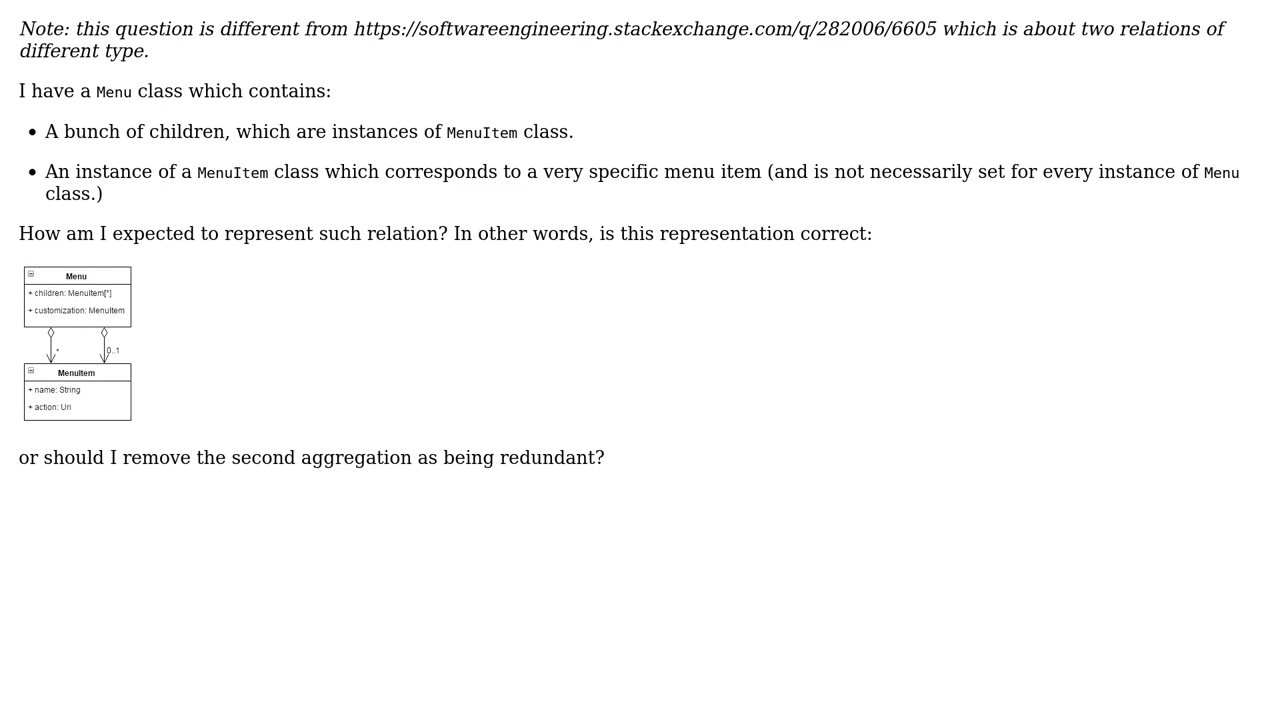 Note: this question is different from https://softwareengineering.stackexchange.com/q/282006/6605 which is about two relations of
different type.
I have a Menu class which contains:
• A bunch of children, which are instances of MenuItem class.
• An instance of a MenuItem class which corresponds to a very specific menu item (and is not necessarily set for every instance of Menu
class.)
How am I expected to represent such relation? In other words, is this representation correct:
Menu
+ children: MenuItem[*]
+ customization: MenuItem
* 0..1
MenuItem
+ name: String
+ action: Uri
or should I remove the second aggregation as being redundant?